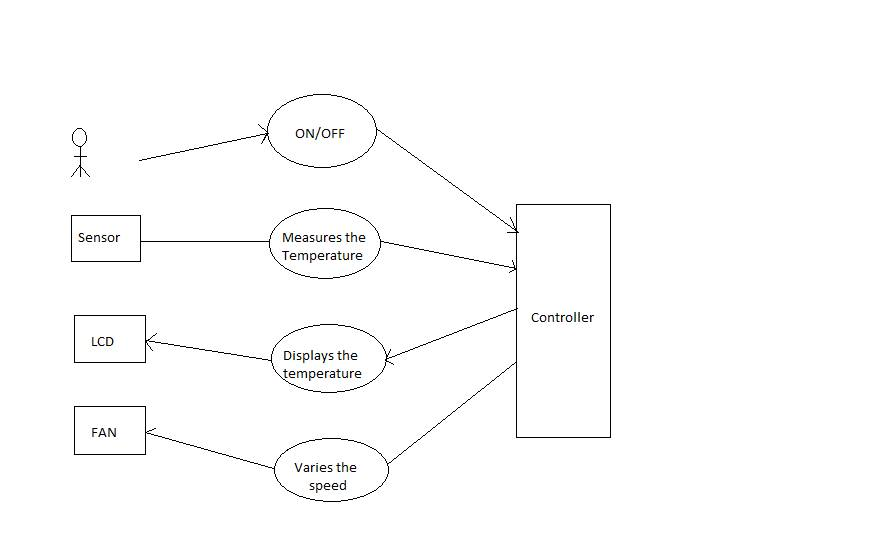 ON/OFF
Sensor
Measures the
Temperature
Controller
LCD
Displays the
temperature
FAN
Varies the
speed